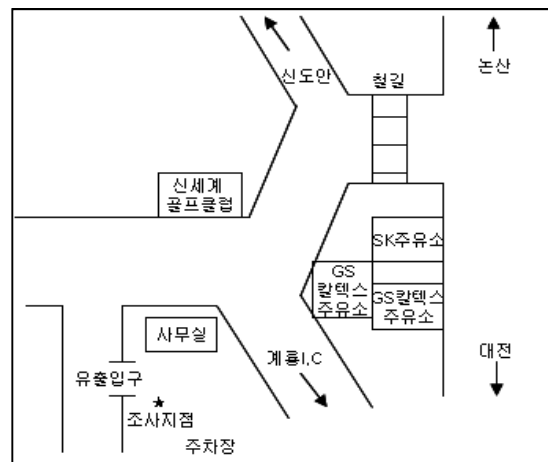 신도안
철길
논산
신세계
골프클럽
SK주유소
GS
칼텍스
주유소
GS칼텍스
주유소
사무실
계룡I,C
대전
유출입구
조사지점
주차장